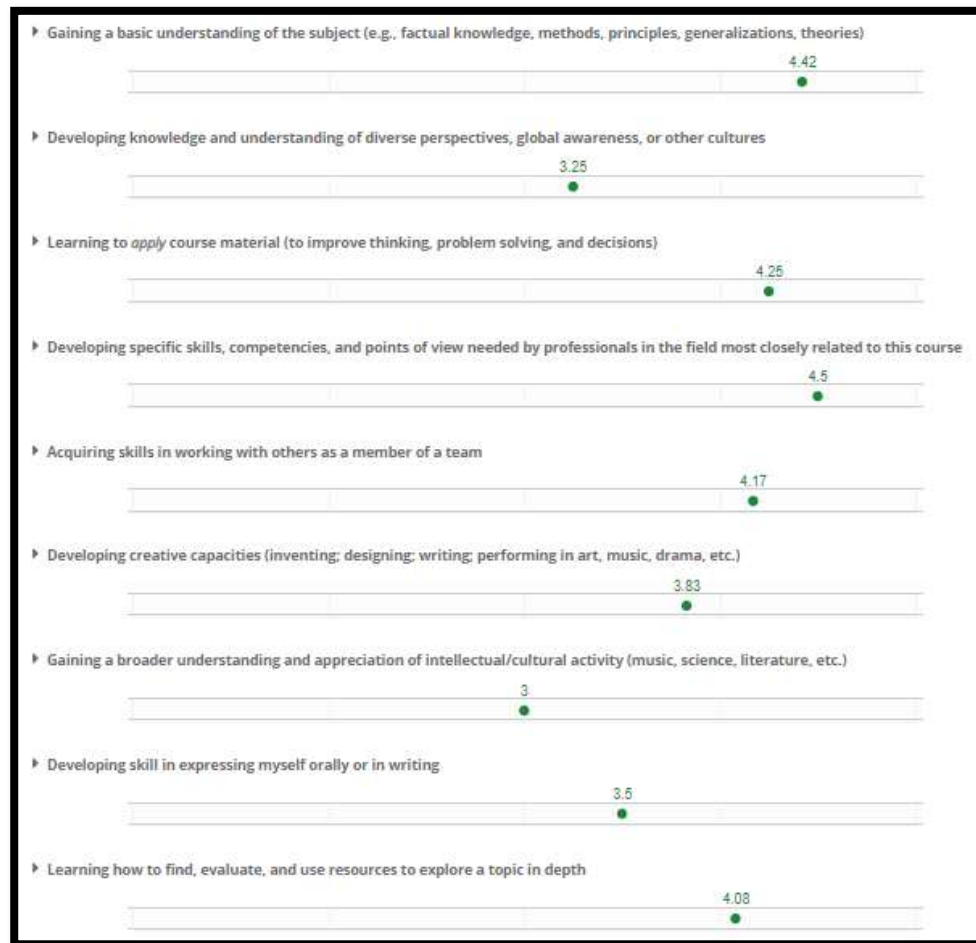 Gaining a basic understanding of the subject (e.g., factual knowledge, methods, principles, generalizations, theories)
4.42
Developing knowledge and understanding of diverse perspectives, global awareness, or other cultures
3.25
Learning to apply course material (to improve thinking, problem solving, and decisions)
4.25
Developing specific skills, competencies, and points of view needed by professionals in the field most closely related to this course
4.5
Acquiring skills in working with others as a member of a team
4.17
Developing creative capacities (inventing; designing; writing; performing in art, music, drama, etc.)
3.83
Gaining a broader understanding and appreciation of intellectual/cultural activity (music, science, literature, etc.)
3
Developing skill in expressing myself orally or in writing
3.5
Learning how to find, evaluate, and use resources to explore a topic in depth
4.08